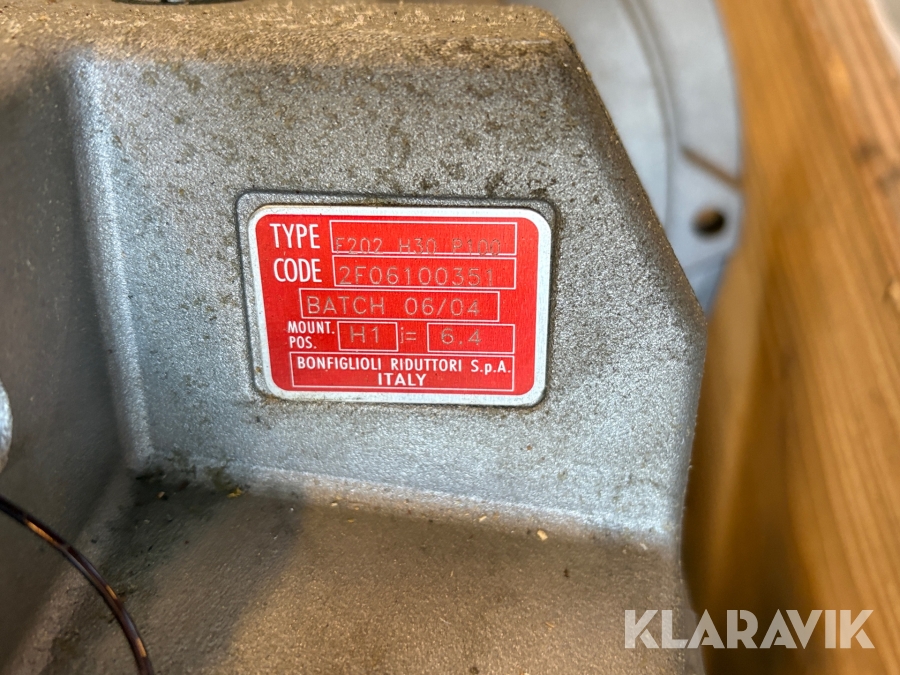 TYPE F202 H30 P100
CODE 2F06100351
BATCH 06/04
MOUNT. POS. H1 i= 6.4
BONFIGLIOLI RIDUTTORI S.p.A.
ITALY
KLARAVIK